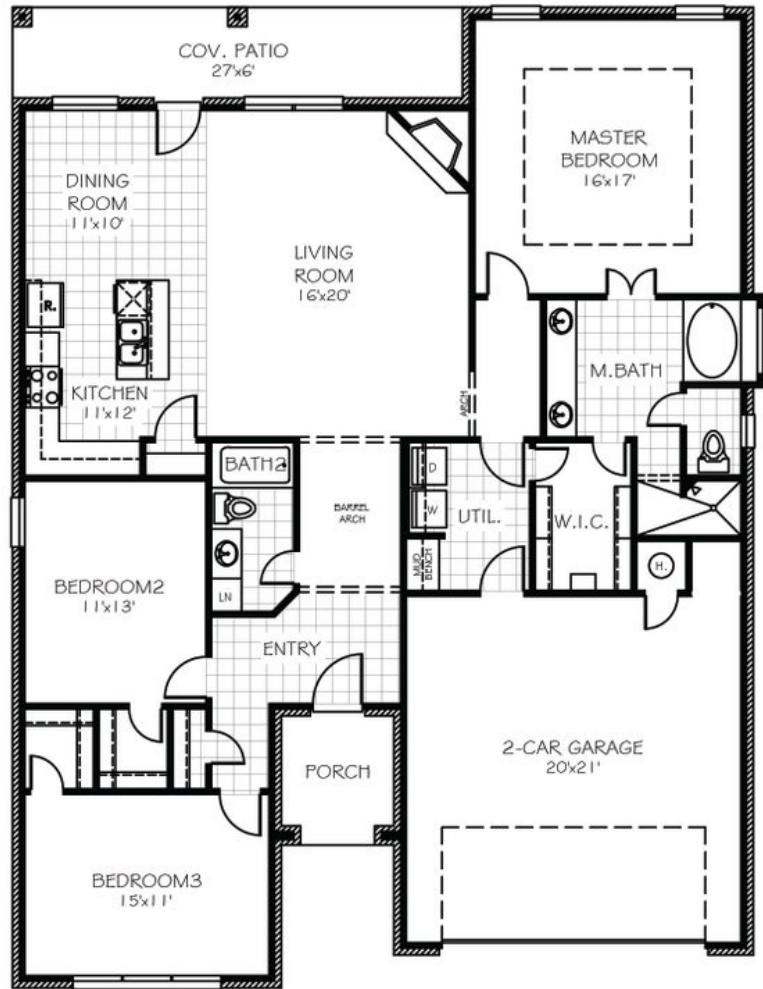 COV. PATIO
27'x6'
MASTER
BEDROOM
16'x17'
DINING
ROOM
11'x10'
LIVING
ROOM
16'x20'
R.
M.BATH
KITCHEN
11'x12'
ARCH
BATH2
D
W
UTIL.
W.I.C.
BARREL
ARCH
MUD
BENCH
H.
BEDROOM2
11'x13'
LN
ENTRY
2-CAR GARAGE
20'x21'
PORCH
BEDROOM3
15'x11'